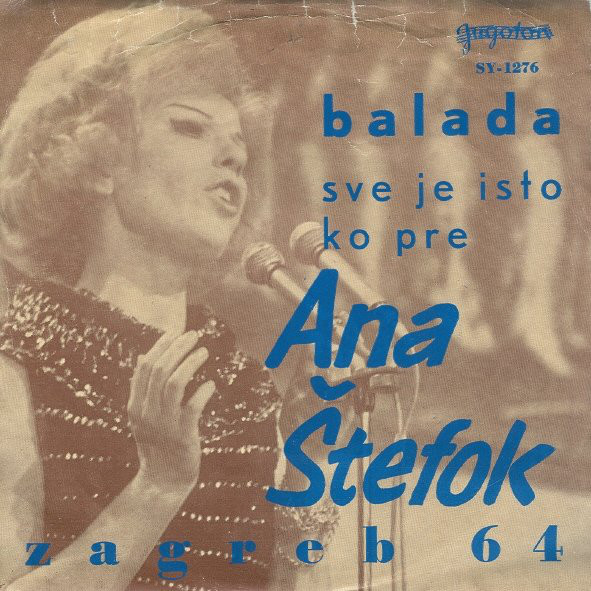 jugoton
SY-1276
balada
sve je isto
ko pre
Ana
Štefok
zagreb 64